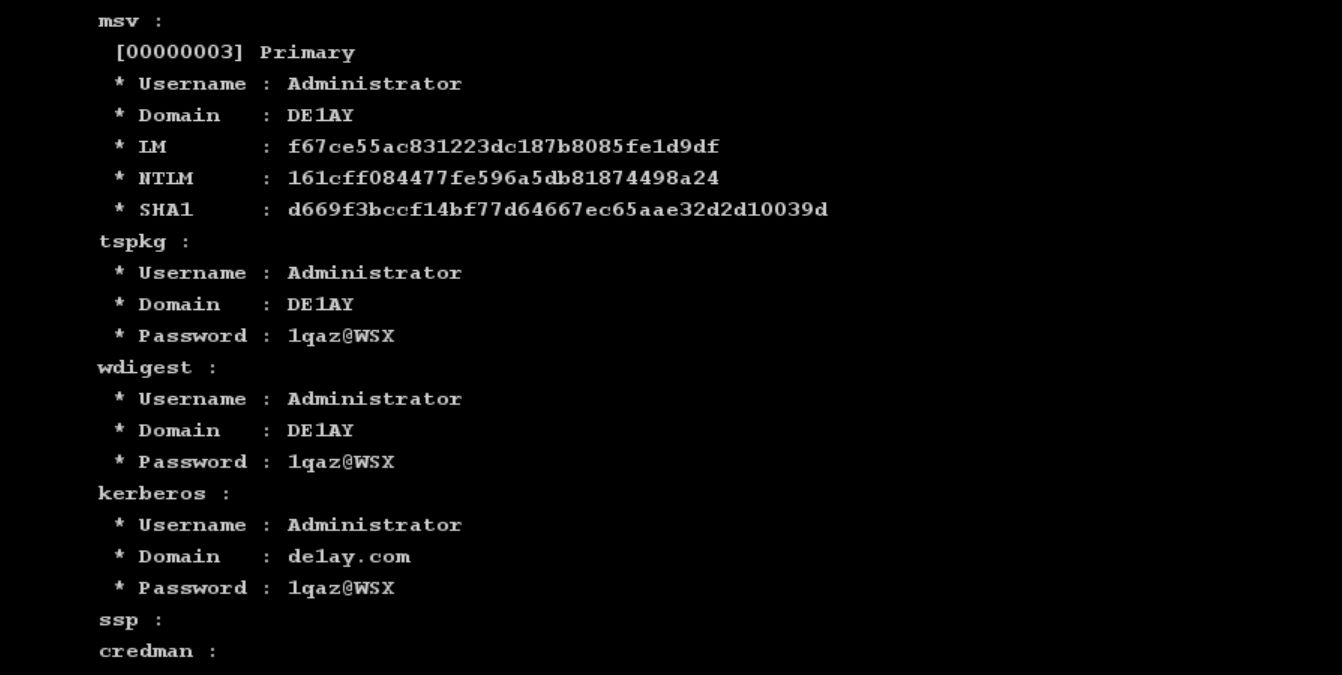 msv :
[00000003] Primary
* Username : Administrator
* Domain   : DE1AY
* LM       : f67ce55ac831223dc187b8085fe1d9df
* NTLM     : 161cff084477fe596a5db81874498a24
* SHA1     : d669f3bccf14bf77d64667ec65aae32d2d10039d
tspkg :
* Username : Administrator
* Domain   : DE1AY
* Password : 1qaz@WSX
wdigest :
* Username : Administrator
* Domain   : DE1AY
* Password : 1qaz@WSX
kerberos :
* Username : Administrator
* Domain   : de1ay.com
* Password : 1qaz@WSX
ssp :
credman :